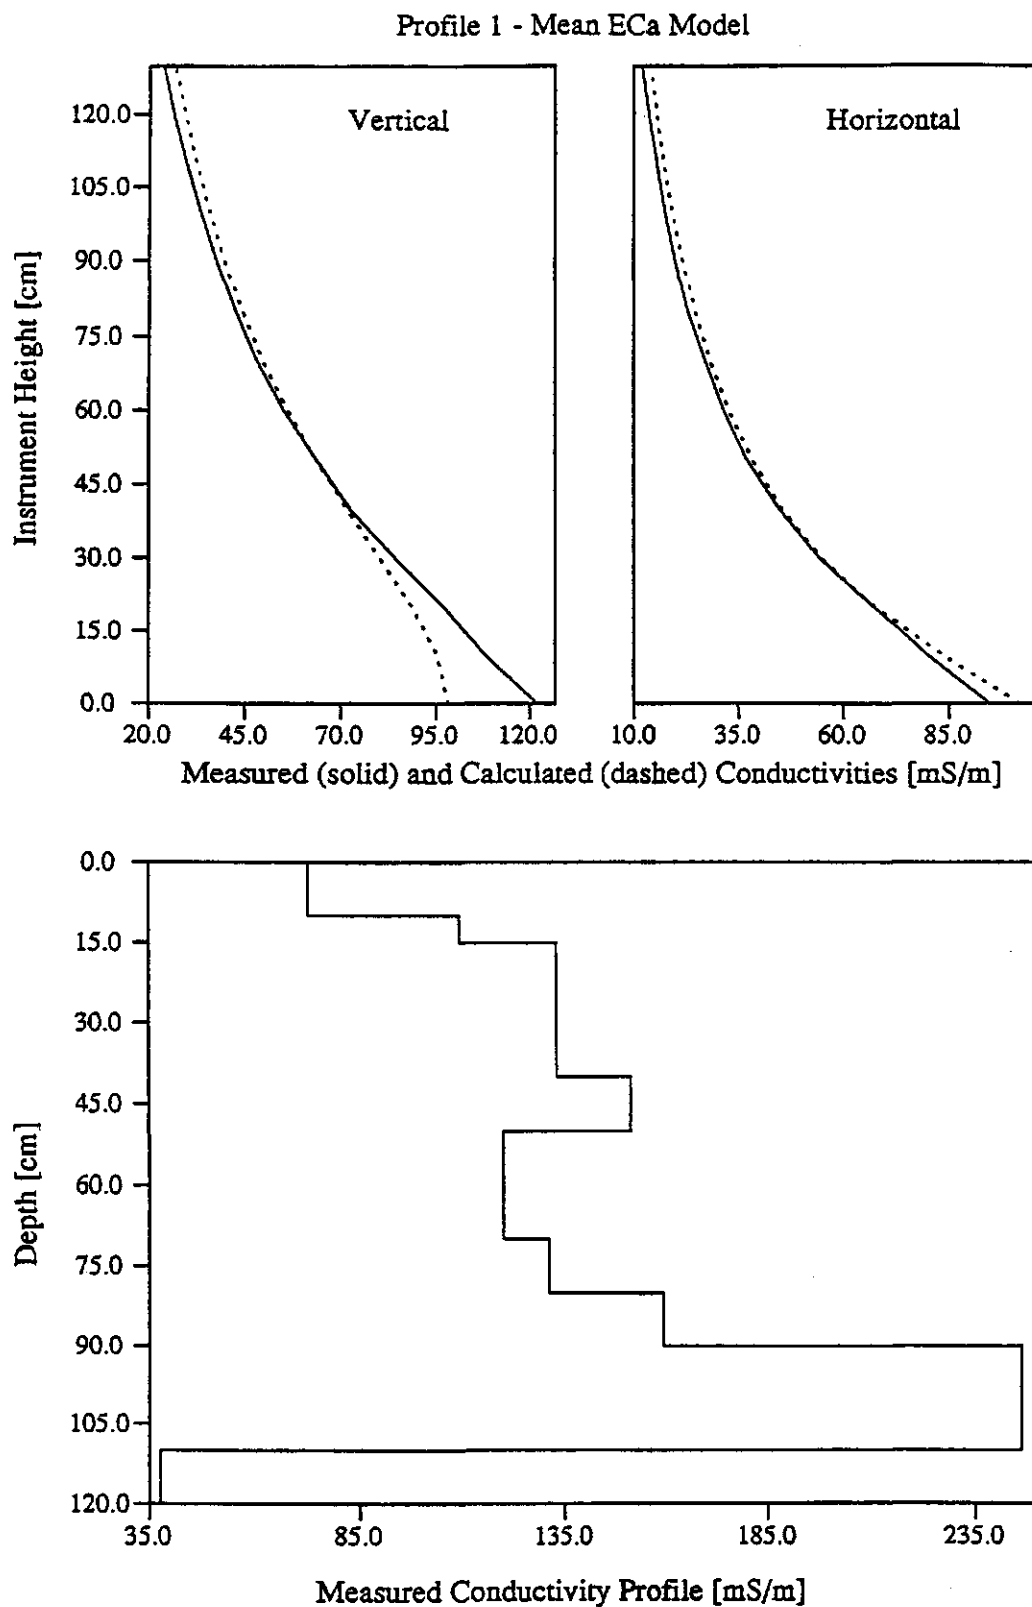 Profile 1 - Mean ECa Model
Vertical
Horizontal
Instrument Height [cm]
120.0
105.0
90.0
75.0
60.0
45.0
30.0
15.0
0.0
20.0 45.0 70.0 95.0 120.0
10.0 35.0 60.0 85.0
Measured (solid) and Calculated (dashed) Conductivities [mS/m]
Depth [cm]
0.0
15.0
30.0
45.0
60.0
75.0
90.0
105.0
120.0
35.0 85.0 135.0 185.0 235.0
Measured Conductivity Profile [mS/m]